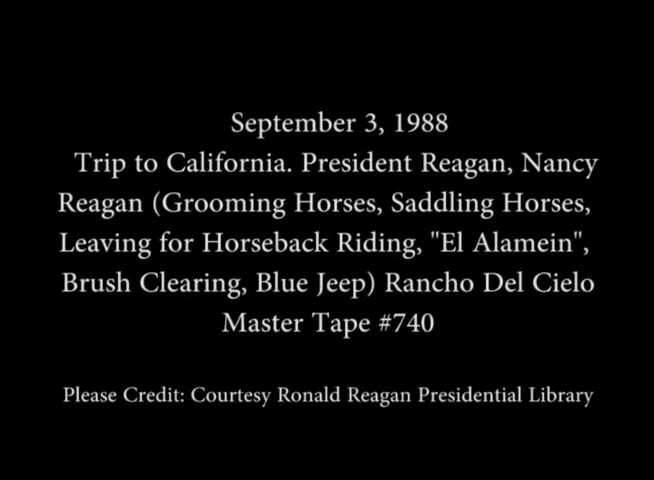 September 3, 1988
Trip to California. President Reagan, Nancy
Reagan (Grooming Horses, Saddling Horses,
Leaving for Horseback Riding, "El Alamein",
Brush Clearing, Blue Jeep) Rancho Del Cielo
Master Tape #740
Please Credit: Courtesy Ronald Reagan Presidential Library